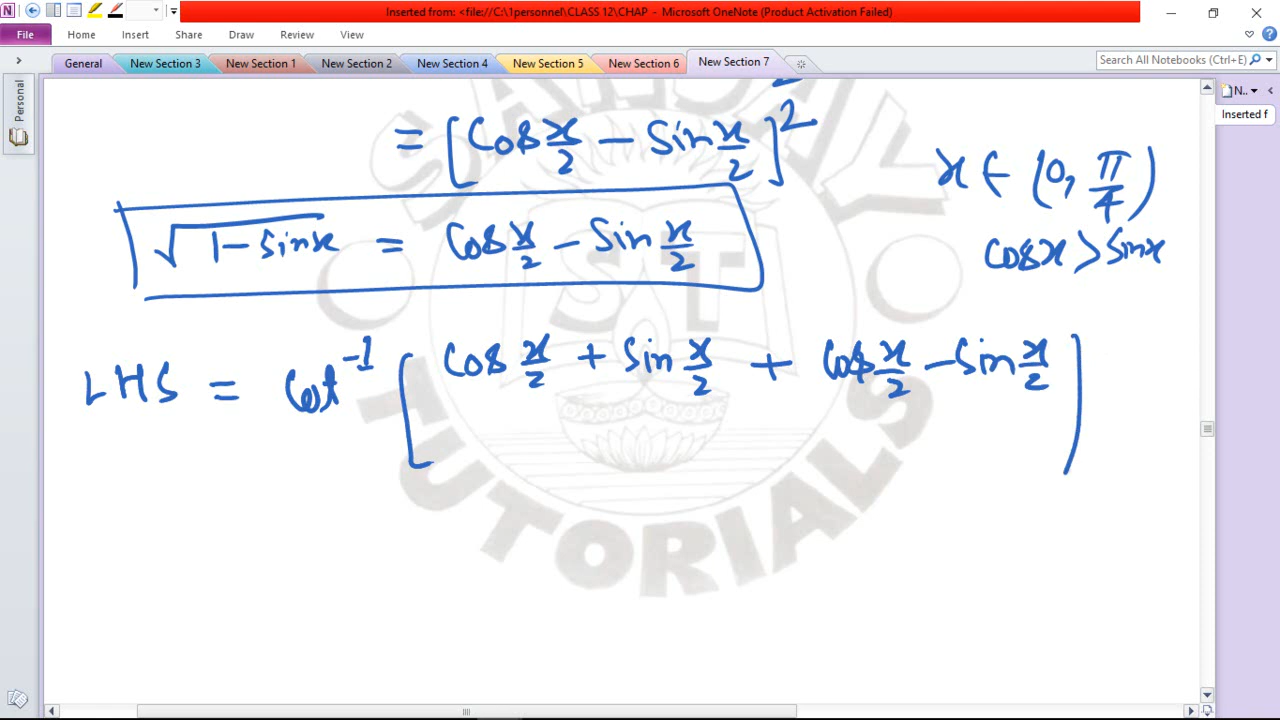 Inserted from: <file://C:\1personnel\CLASS 12\CHAP - Microsoft OneNote (Product Activation Failed)
File Home Insert Share Draw Review View
General New Section 3 New Section 1 New Section 2 New Section 4 New Section 5 New Section 6 New Section 7
Search All Notebooks (Ctrl+E)
N..
Inserted f
Personal
= [cos x/2 - sin x/2]²
x ∈ (0, π/4)
√1-sinx = cos x/2 - sin x/2
cosx > sinx
LHS = cot⁻¹ [cos x/2 + sin x/2 + cos x/2 - sin x/2]
ST
TUTORIALS